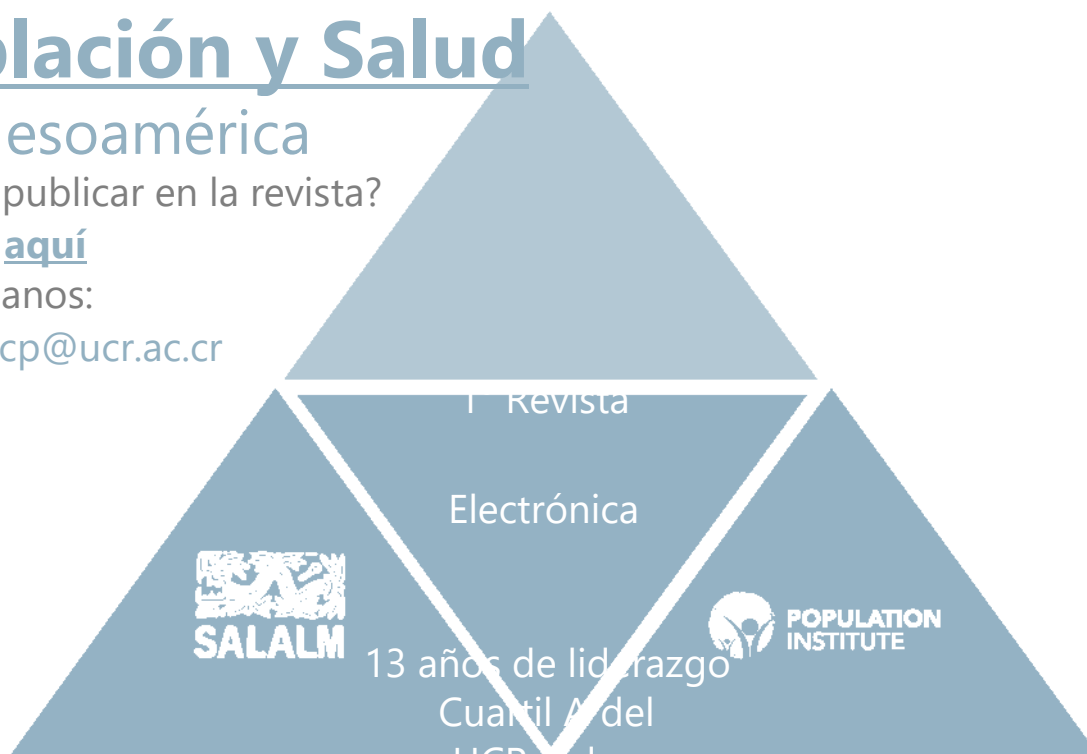 lación y Salud
esoamérica
publicar en la revista?
aquí
anos:
cp@ucr.ac.cr
Revista
Electrónica
SALALM
POPULATION
INSTITUTE
13 años de liderazgo
Cuartil A del